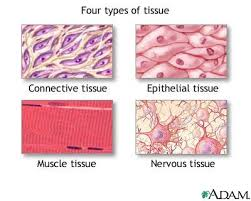 Four types of tissue
Connective tissue
Epithelial tissue
Muscle tissue
Nervous tissue
ADAM.